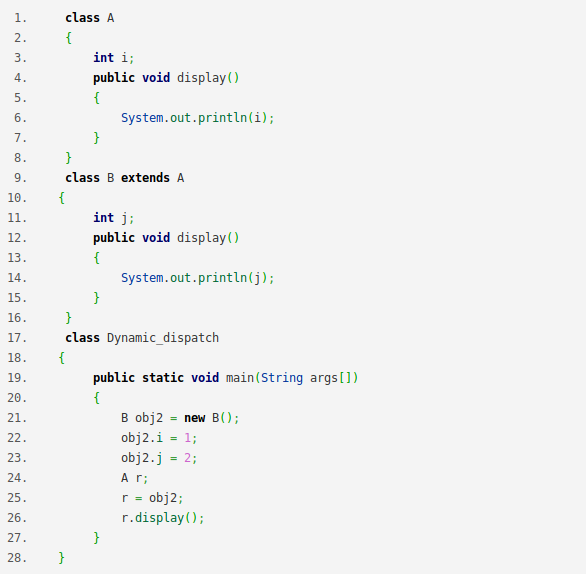 1. class A
2. {
3. int i;
4. public void display()
5. {
6. System.out.println(i);
7. }
8. }
9. class B extends A
10. {
11. int j;
12. public void display()
13. {
14. System.out.println(j);
15. }
16. }
17. class Dynamic_dispatch
18. {
19. public static void main(String args[])
20. {
21. B obj2 = new B();
22. obj2.i = 1;
23. obj2.j = 2;
24. A r;
25. r = obj2;
26. r.display();
27. }
28. }